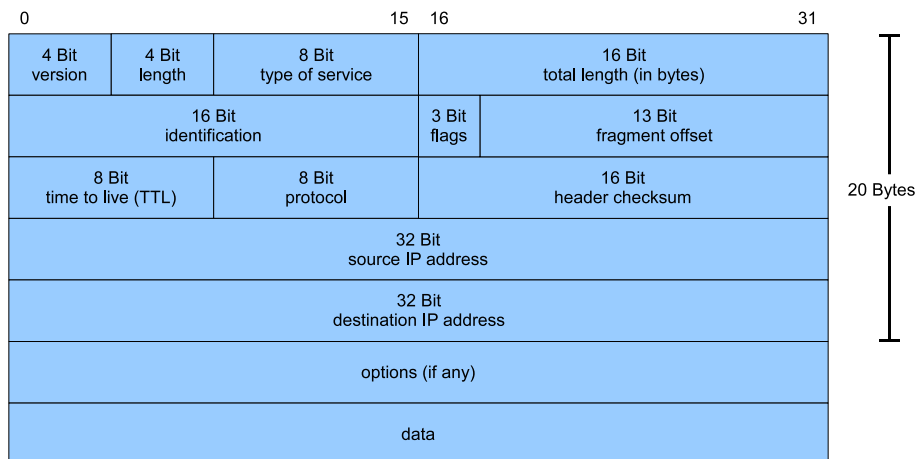 0 15 16 31
4 Bit
version
4 Bit
length
8 Bit
type of service
16 Bit
total length (in bytes)
16 Bit
identification
3 Bit
flags
13 Bit
fragment offset
8 Bit
time to live (TTL)
8 Bit
protocol
16 Bit
header checksum
20 Bytes
32 Bit
source IP address
32 Bit
destination IP address
options (if any)
data